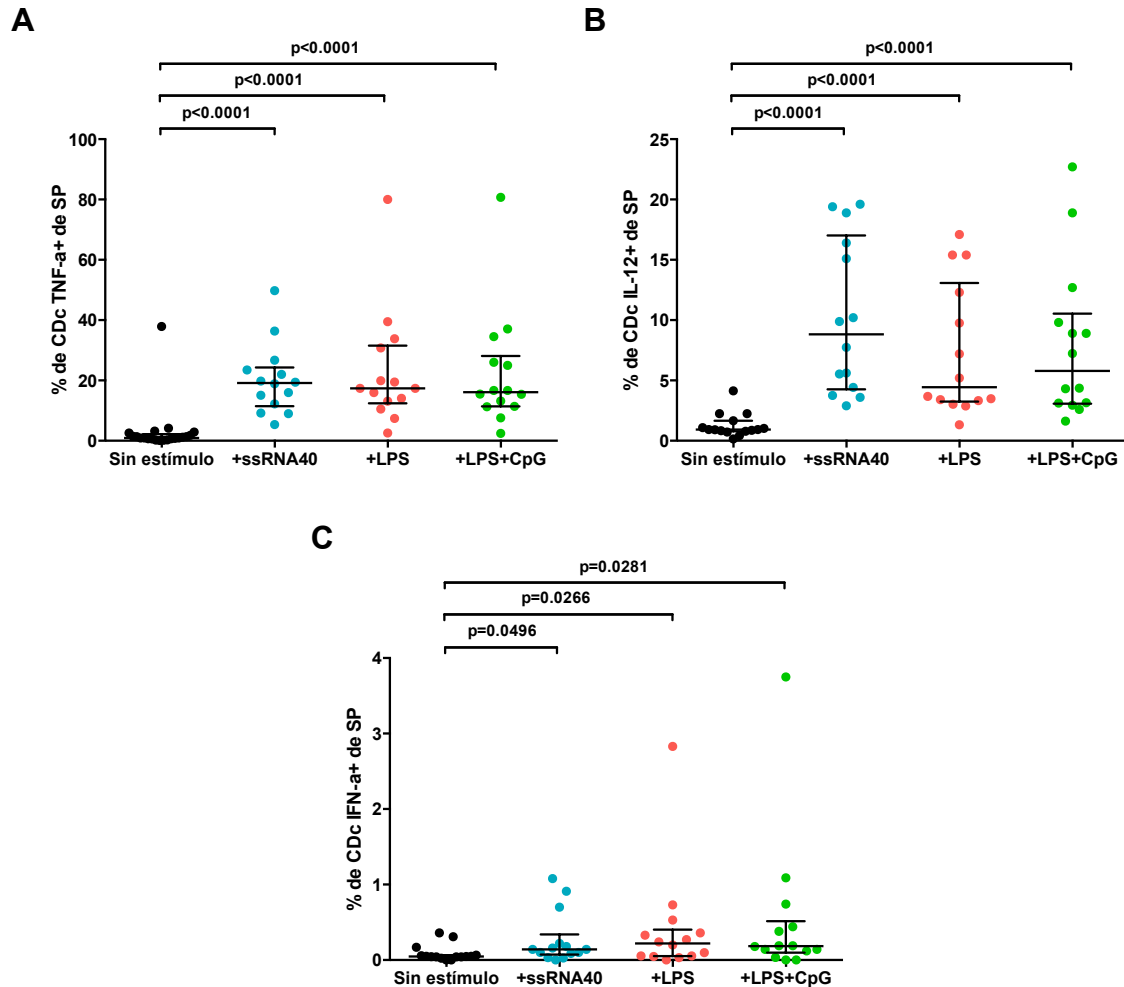 A
p<0.0001
p<0.0001
p<0.0001
% de CDc TNF-a+ de SP
100
80
60
40
20
0
Sin estímulo +ssRNA40 +LPS +LPS+CpG
B
p<0.0001
p<0.0001
p<0.0001
% de CDc IL-12+ de SP
25
20
15
10
5
0
Sin estímulo +ssRNA40 +LPS +LPS+CpG
C
p=0.0281
p=0.0266
p=0.0496
% de CDc IFN-a+ de SP
4
3
2
1
0
Sin estímulo +ssRNA40 +LPS +LPS+CpG